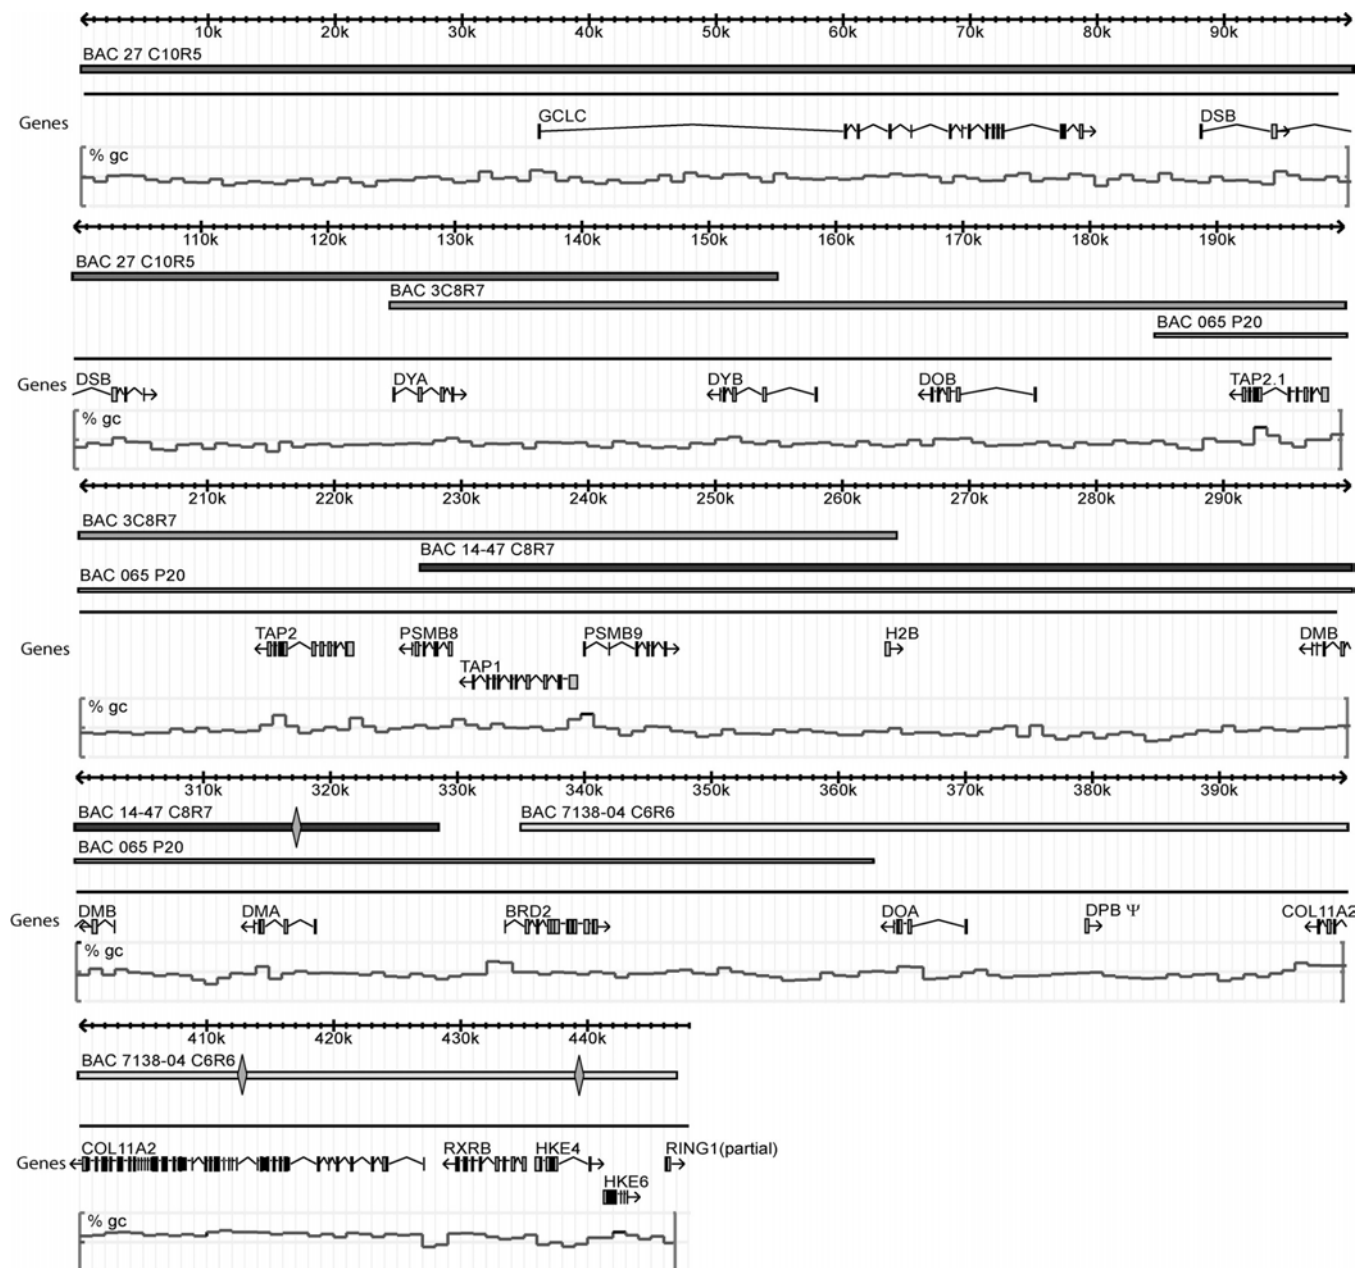 10k 20k 30k 40k 50k 60k 70k 80k 90k
BAC 27 C10R5
Genes GCLC DSB
% gc
110k 120k 130k 140k 150k 160k 170k 180k 190k
BAC 27 C10R5
BAC 3C8R7
BAC 065 P20
Genes DSB DYA DYB DOB TAP2.1
% gc
210k 220k 230k 240k 250k 260k 270k 280k 290k
BAC 3C8R7
BAC 14-47 C8R7
BAC 065 P20
Genes TAP2 PSMB8 PSMB9 H2B DMB
TAP1
% gc
310k 320k 330k 340k 350k 360k 370k 380k 390k
BAC 14-47 C8R7 BAC 7138-04 C6R6
BAC 065 P20
Genes DMB DMA BRD2 DOA DPB Ψ COL11A2
% gc
410k 420k 430k 440k
BAC 7138-04 C6R6
Genes COL11A2 RXRB HKE4 RING1(partial)
HKE6
% gc